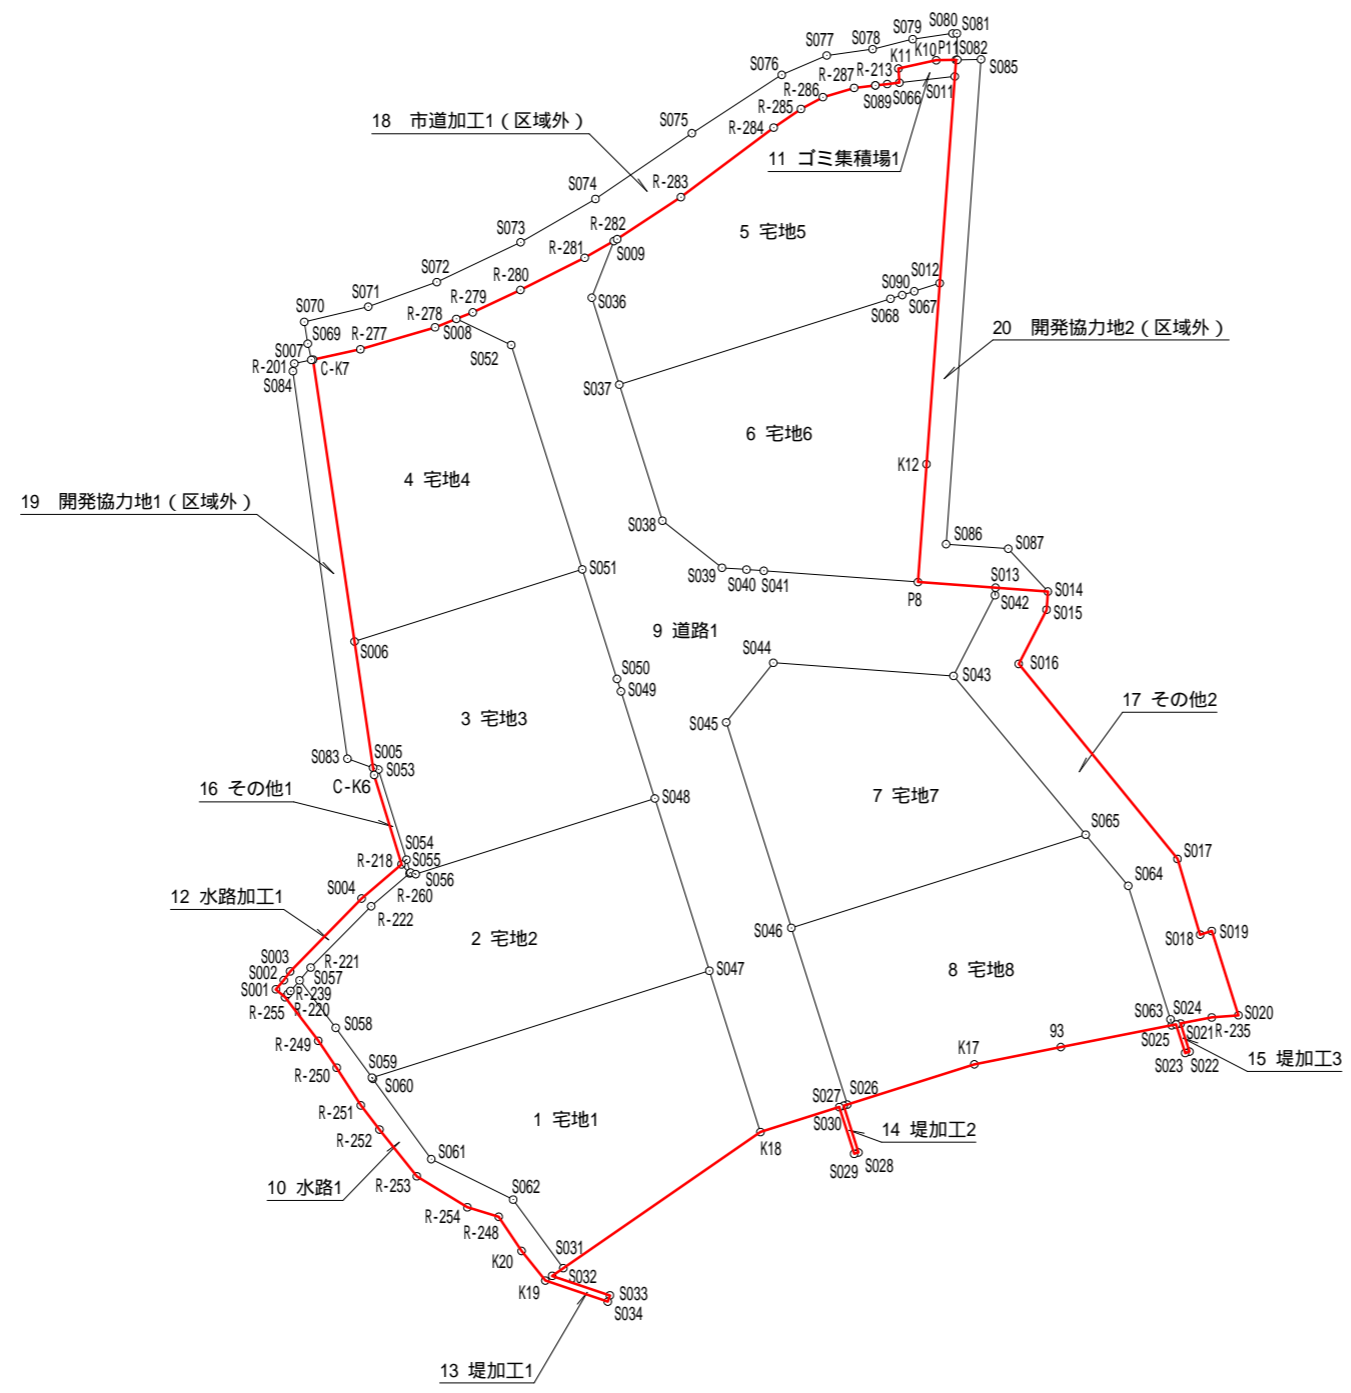 S080
S081
S079
S078
S077
K10
P11
S082
K11
S085
S076
R-213
R-287
S066
S011
S089
R-286
R-285
S075
R-284
18 市道加工1（区域外）
11 ゴミ集積場1
R-283
S074
R-282
S009
5 宅地5
S073
R-281
S012
S090
S072
R-280
S067
S036
S068
S071
R-279
S070
R-278
20 開発協力地2（区域外）
S069
R-277
S008
S007
S052
R-201
C-K7
S084
S037
6 宅地6
K12
4 宅地4
19 開発協力地1（区域外）
S038
S086
S087
S051
S039
S040
S041
S013
S014
P8
S042
S015
9 道路1
S006
S044
S016
S050
S043
S049
17 その他2
3 宅地3
S045
S005
S083
S053
C-K6
16 その他1
S048
7 宅地7
S065
S054
R-218
S055
S017
S056
S064
R-260
12 水路加工1
S004
R-222
S046
S018
S019
2 宅地2
S003
R-221
S047
8 宅地8
S002
S057
S001
R-239
R-255
R-220
S063
S024
S020
S058
R-235
S025
S021
R-249
93
15 堤加工3
S023
S022
K17
R-250
S059
S060
R-251
S026
S027
1 宅地1
S030
14 堤加工2
R-252
K18
S061
S029
S028
10 水路1
R-253
S062
R-254
R-248
K20
S031
S032
K19
S033
S034
13 堤加工1